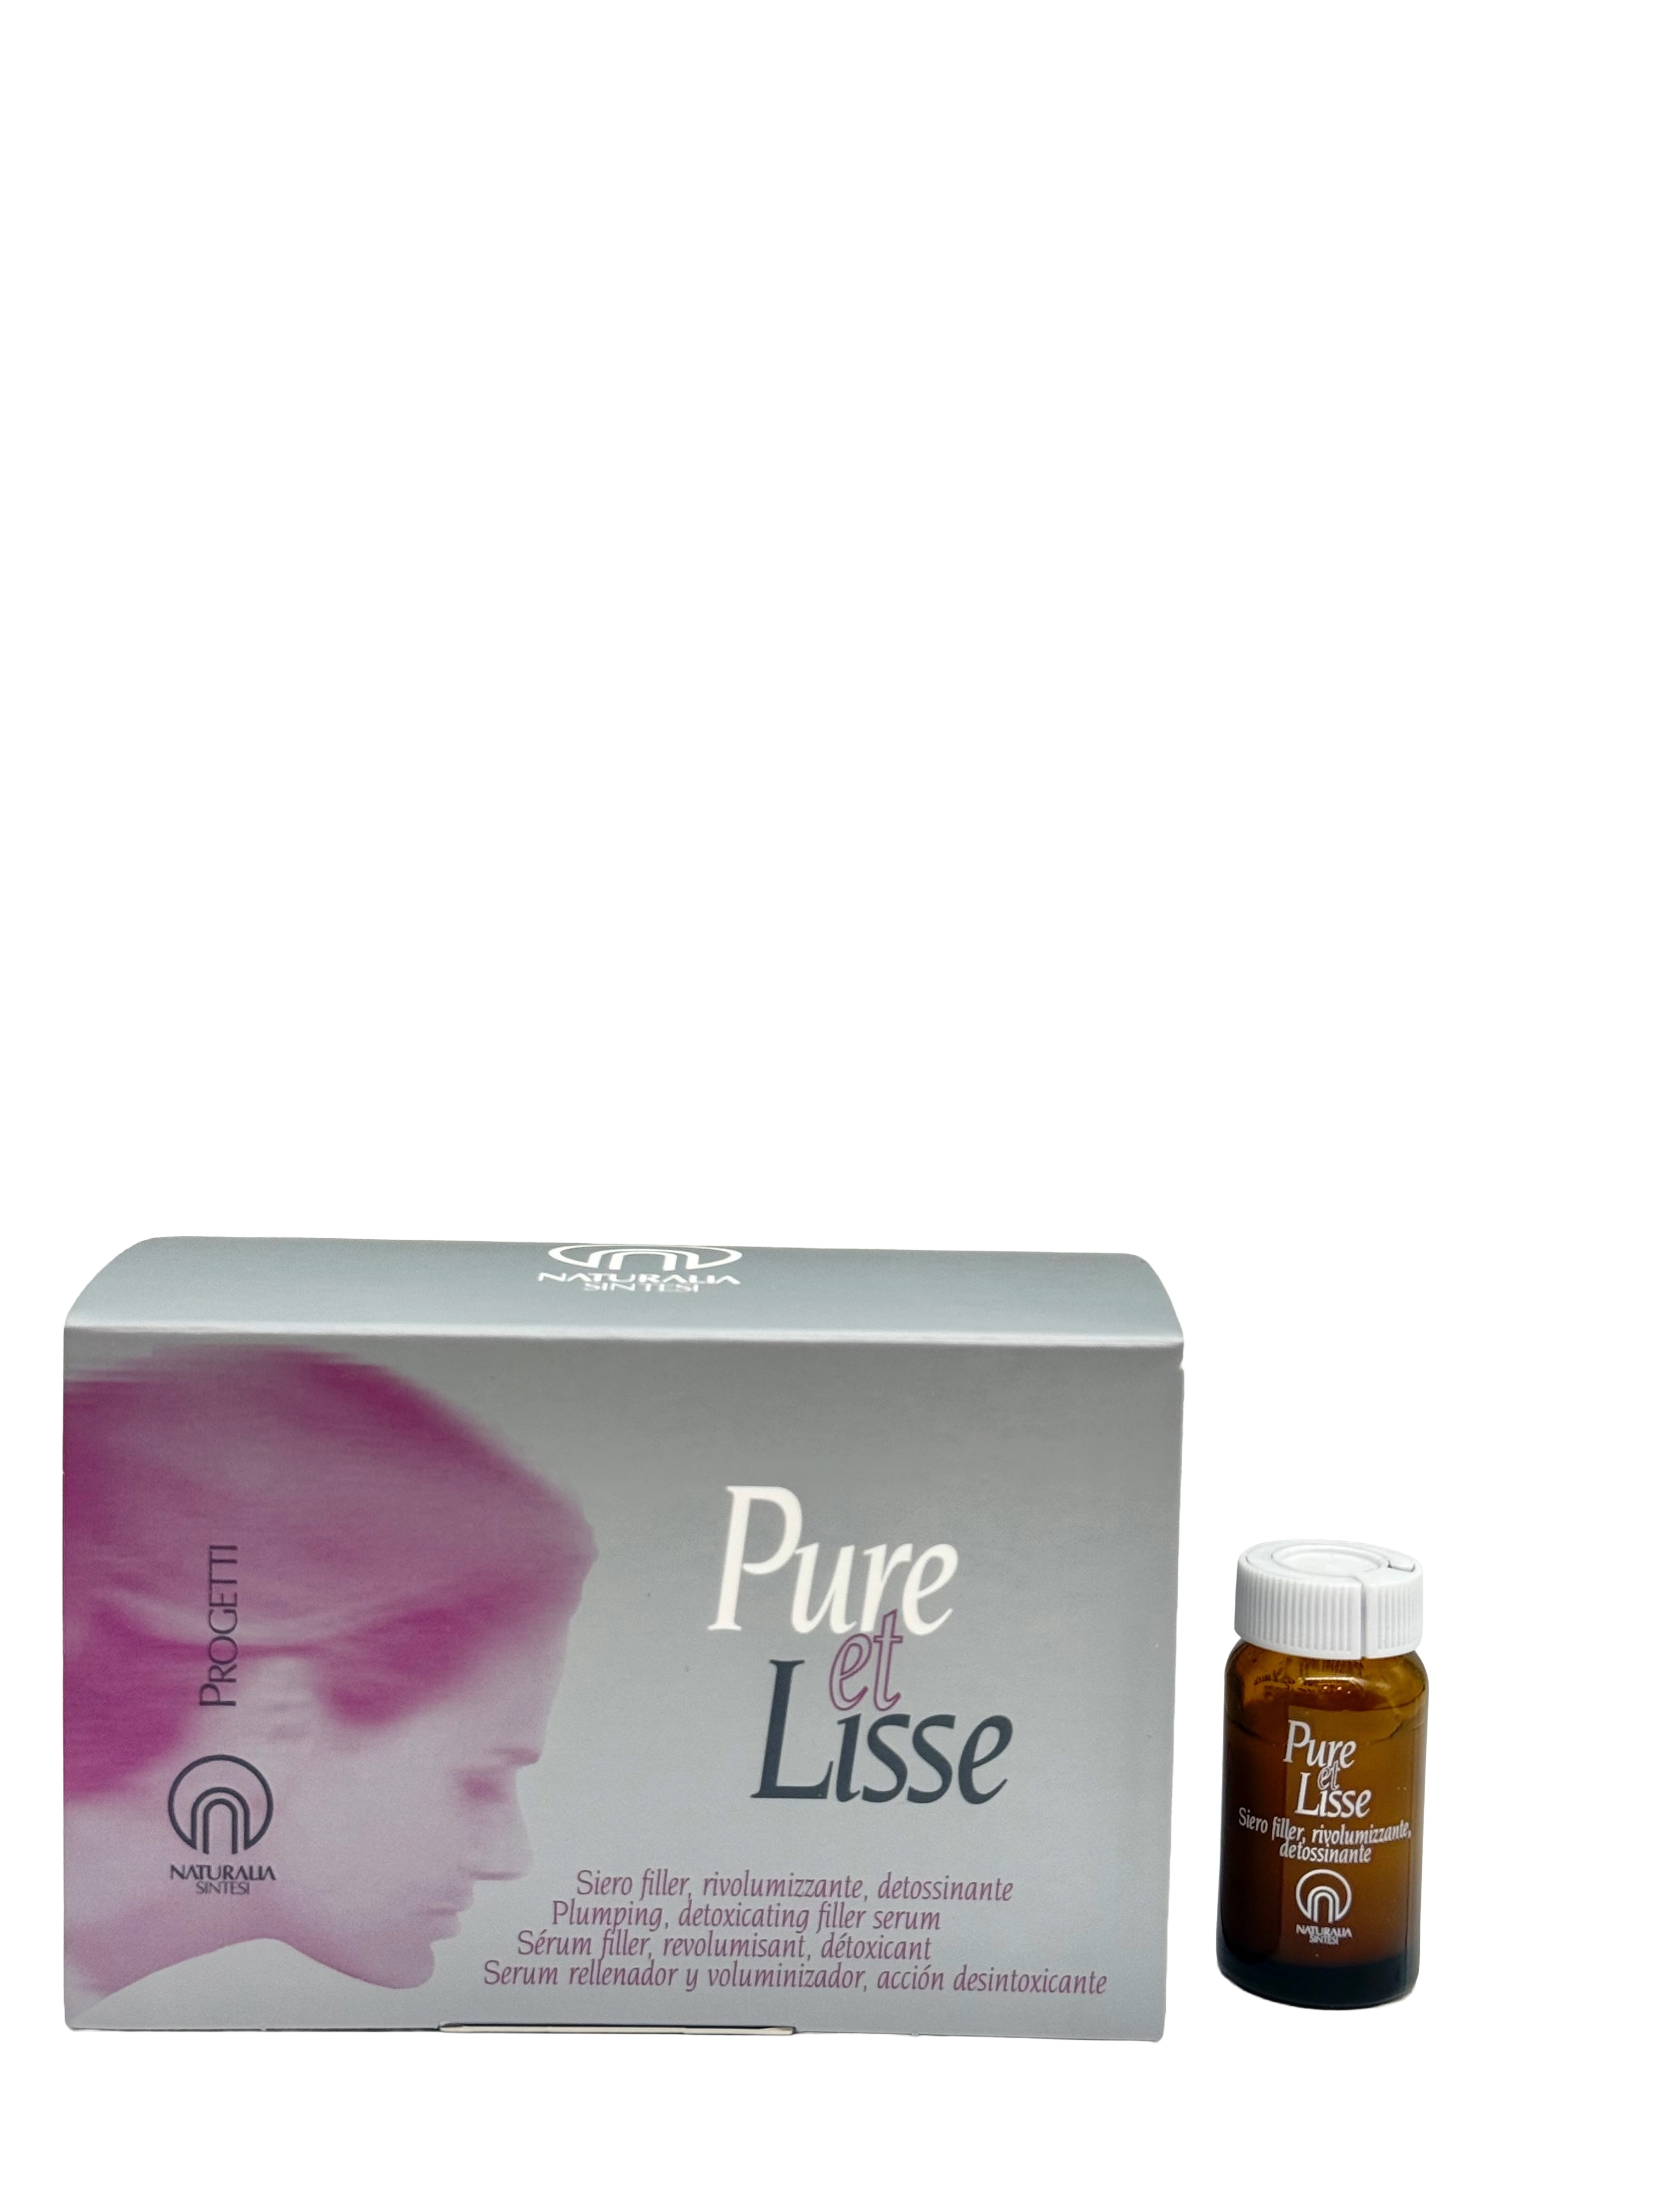 NATURALIA
SINTESI
PROGETTI
NATURALIA
SINTESI
Pure
et
Lisse
Siero filler, rivolumizzante, detossinante
Plumping, detoxicating filler serum
Sérum filler, revolumisant, détoxicant
Serum rellenador y voluminizador, acción desintoxicante
Pure
et
Lisse
Siero filler, rivolumizzante,
detossinante
NATURALIA
SINTESI